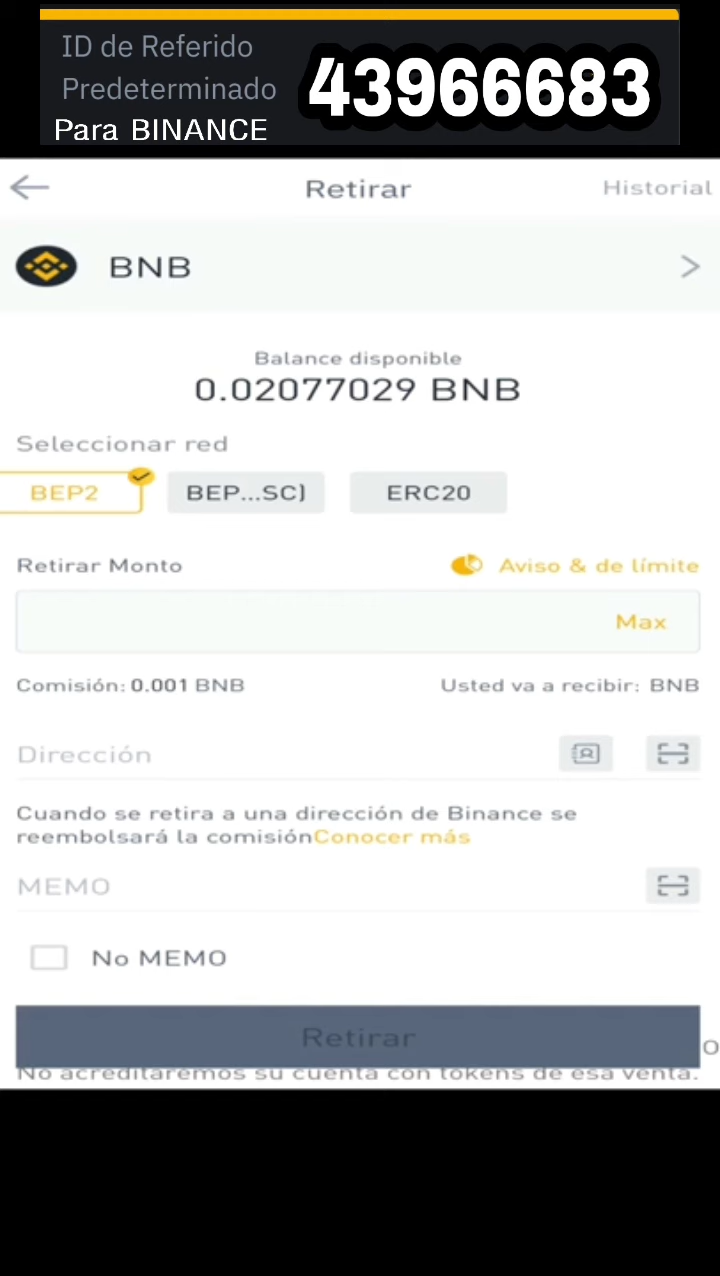 ID de Referido
Predeterminado
Para BINANCE
43966683
Retirar
Historial
BNB
Balance disponible
0.02077029 BNB
Seleccionar red
BEP2
BEP...SC)
ERC20
Retirar Monto
Aviso & de límite
Max
Comisión: 0.001 BNB
Usted va a recibir: BNB
Dirección
Cuando se retira a una dirección de Binance se
reembolsará la comisiónConocer más
MEMO
No MEMO
Retirar
No acreditaremos su cuenta con tokens de esa venta.